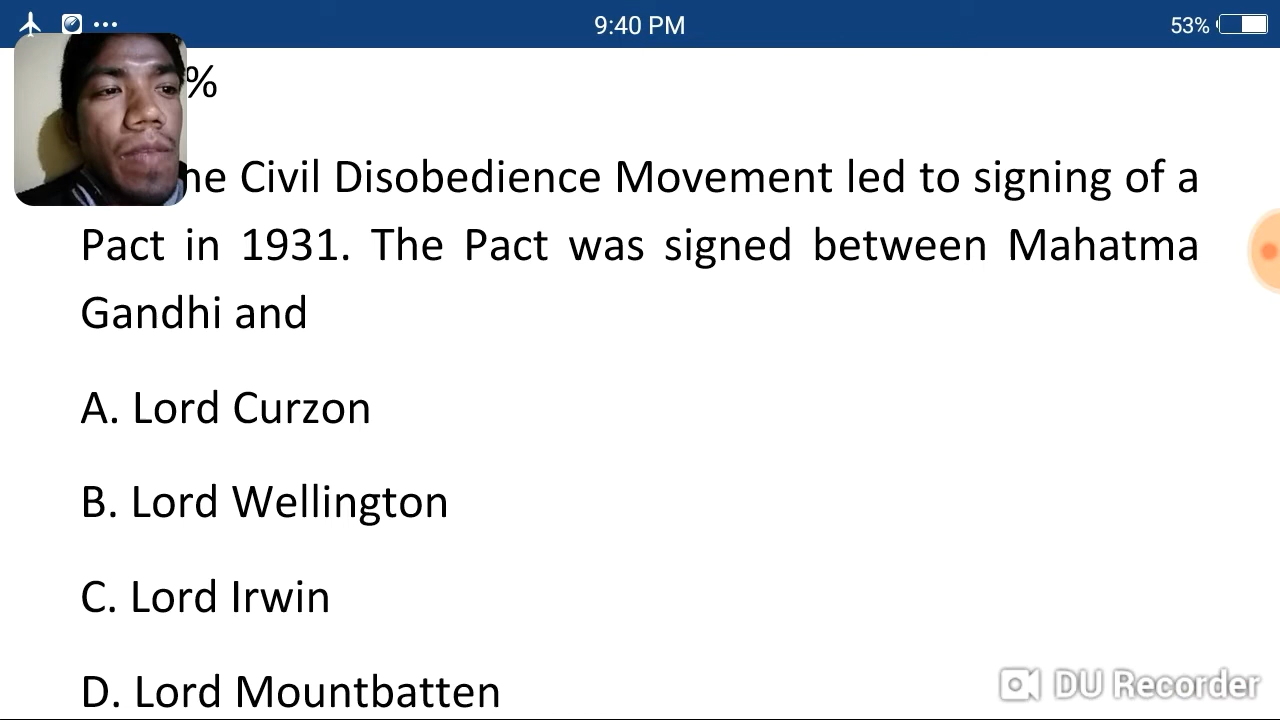 9:40 PM
53%
%
he Civil Disobedience Movement led to signing of a
Pact in 1931. The Pact was signed between Mahatma
Gandhi and
A. Lord Curzon
B. Lord Wellington
C. Lord Irwin
D. Lord Mountbatten
DU Recorder